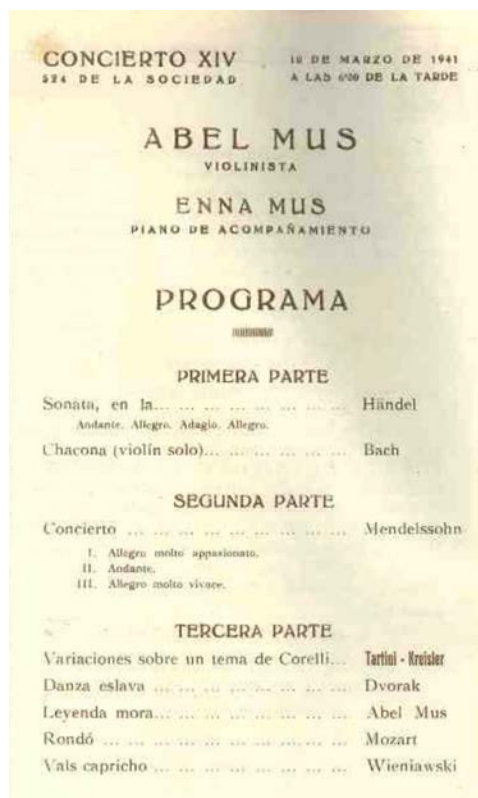 CONCIERTO XIV
524 DE LA SOCIEDAD
10 DE MARZO DE 1941
A LAS 6'30 DE LA TARDE
ABEL MUS
VIOLINISTA
ENNA MUS
PIANO DE ACOMPAÑAMIENTO
PROGRAMA
PRIMERA PARTE
Sonata, en la... ... ... ... ... ... ... ... Händel
Andante. Allegro. Adagio. Allegro.
Chacona (violín solo)... ... ... ... ... ... Bach
SEGUNDA PARTE
Concierto ... ... ... ... ... ... ... ... ... Mendelssohn
I. Allegro molto appasionato.
II. Andante.
III. Allegro molto vivace.
TERCERA PARTE
Variaciones sobre un tema de Corelli... Tartini - Kreisler
Danza eslava ... ... ... ... ... ... ... ... Dvorak
Leyenda mora... ... ... ... ... ... ... ... Abel Mus
Rondó ... ... ... ... ... ... ... ... ... ... Mozart
Vals capricho ... ... ... ... ... ... ... ... Wieniawski